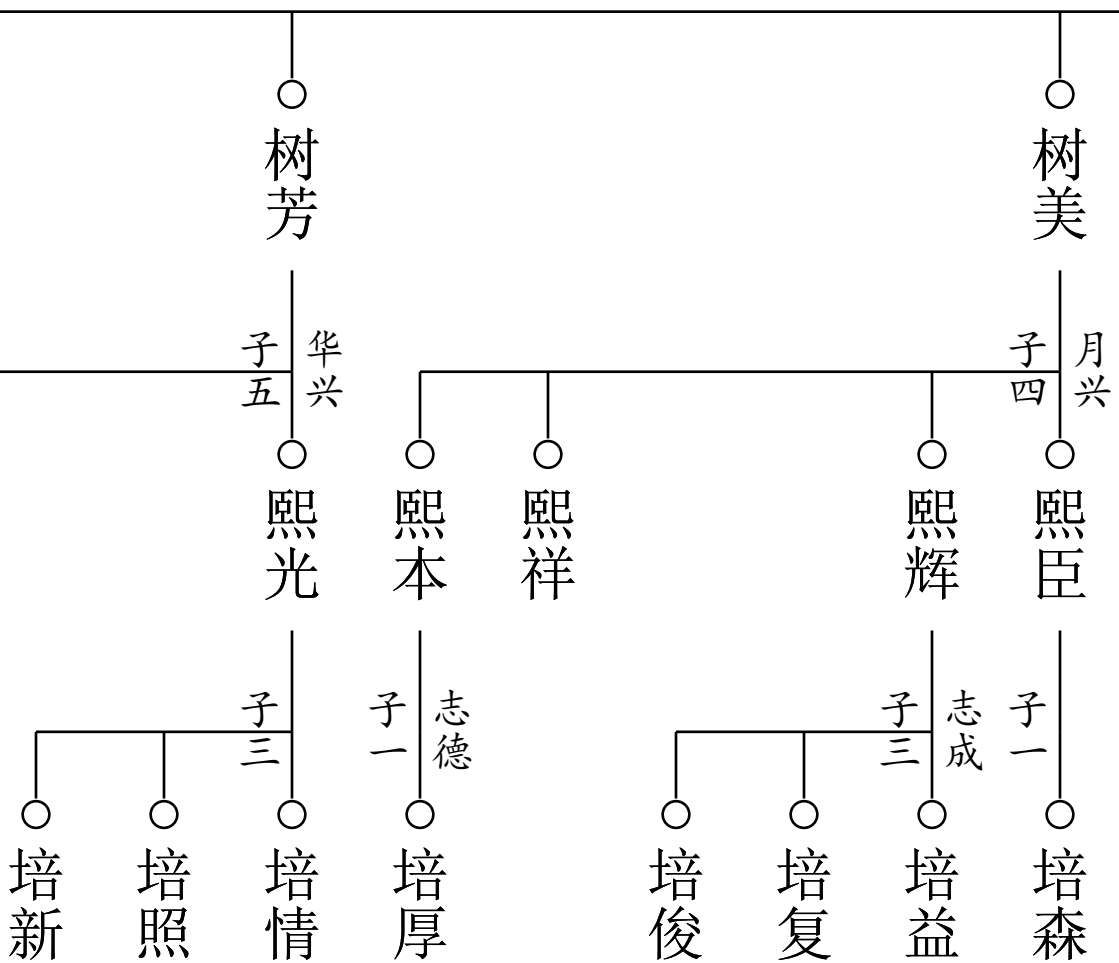 树美
树芳
月兴
子四
华兴
子五
熙臣
熙辉
熙祥
熙本
熙光
子一
志成
子三
志德
子一
子三
培森
培益
培复
培俊
培厚
培情
培照
培新